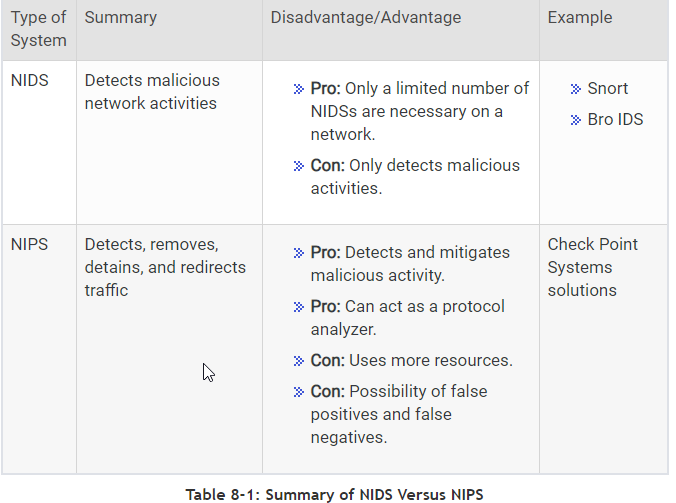 Type of System
Summary
Disadvantage/Advantage
Example
NIDS
Detects malicious
network activities
Pro: Only a limited number of
NIDSs are necessary on a
network.
Con: Only detects malicious
activities.
Snort
Bro IDS
NIPS
Detects, removes,
detains, and redirects
traffic
Pro: Detects and mitigates
malicious activity.
Pro: Can act as a protocol
analyzer.
Con: Uses more resources.
Con: Possibility of false
positives and false
negatives.
Check Point
Systems
solutions
Table 8-1: Summary of NIDS Versus NIPS